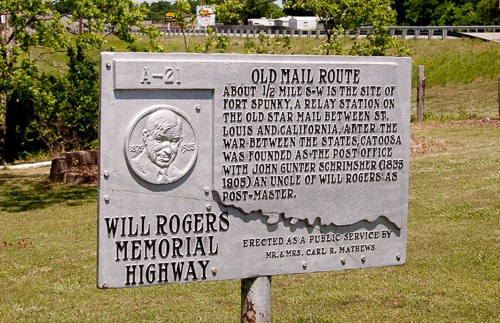 A-21
OLD MAIL ROUTE
ABOUT 1/2 MILE S-W IS THE SITE OF
FORT SPUNKY, A RELAY STATION ON
THE OLD STAR MAIL BETWEEN ST.
LOUIS AND CALIFORNIA. AFTER THE
WAR BETWEEN THE STATES, CATOOSA
WAS FOUNDED AS THE POST OFFICE
WITH JOHN GUNTER SCHRIMSHER (1835
1905) AN UNCLE OF WILL ROGERS AS
POST-MASTER.
1879 1935
WILL ROGERS
MEMORIAL
HIGHWAY
ERECTED AS A PUBLIC SERVICE BY
MR. & MRS. CARL R. MATHEWS